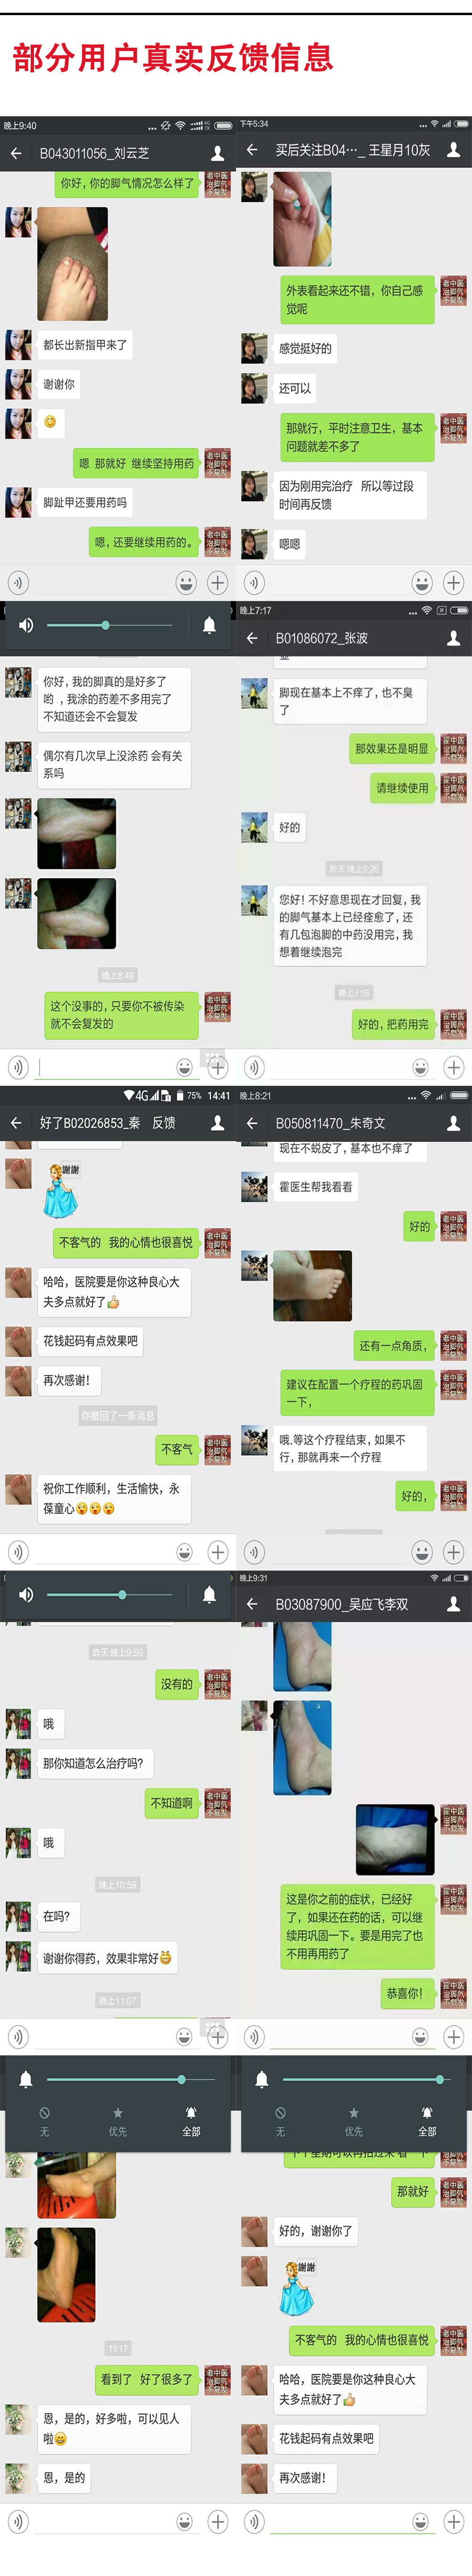 部分用户真实反馈信息
晚上9:40
B043011056_刘云芝
你好,你的脚气情况怎么样了
老中医
治脚气
不复发
都长出新指甲来了
谢谢你
嗯 那就好 继续坚持用药
脚趾甲还要用药吗
嗯,还要继续用药的。
下午5:34
买后关注B04…_ 王星月10灰
外表看起来还不错，你自己感
觉呢
感觉挺好的
还可以
那就行，平时注意卫生，基本
问题就差不多了
因为刚用完治疗 所以等过段
时间再反馈
嗯嗯
你好,我的脚真的是好多了
哟 ,我涂的药差不多用完了
不知道还会不会复发
偶尔有几次早上没涂药 会有关
系吗
晚上8:49
这个没事的,只要你不被传染
就不会复发的
晚上7:17
B01086072_张波
脚现在基本上不痒了，也不臭
了
那效果还是明显
请继续使用
好的
昨天 晚上9:26
您好！不好意思现在才回复,我
的脚气基本上已经痊愈了,还
有几包泡脚的中药没用完，我
想着继续泡完
晚上7:15
好的，把药用完
4G 75% 14:41
好了B02026853_秦 反馈
謝謝
不客气的 我的心情也很喜悦
哈哈，医院要是你这种良心大
夫多点就好了
花钱起码有点效果吧
再次感谢！
你撤回了一条消息
不客气
祝你工作顺利，生活愉快，永
葆童心
晚上8:21
B050811470_朱奇文
现在不蜕皮了,基本也不痒了
霍医生帮我看看
好的
还有一点角质，
建议在配置一个疗程的药巩固
一下，
哦.等这个疗程结束，如果不
行，那就再来一个疗程
好的，
昨天 晚上9:59
没有的
哦
那你知道怎么治疗吗?
不知道啊
哦
晚上10:59
在吗?
谢谢你得药，效果非常好
晚上11:07
晚上9:31
B03087900_吴应飞李双
这是你之前的症状，已经好
了，如果还在药的话，可以继
续用巩固一下。要是用完了也
不用再用药了
恭喜你！
无 优先 全部
19:17
看到了 好了很多了
恩，是的，好多啦，可以见人
啦
恩，是的
无 优先 全部
那就好
好的，谢谢你了
謝謝
不客气的 我的心情也很喜悦
哈哈，医院要是你这种良心大
夫多点就好了
花钱起码有点效果吧
再次感谢！